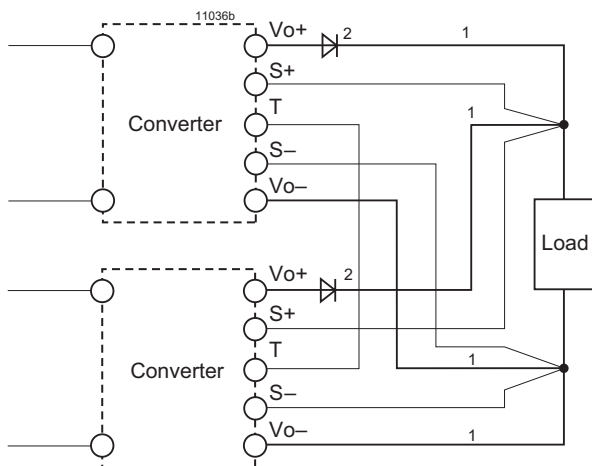 11036b
Vo+
2
1
S+
T
1
Converter
S–
Vo–
Load
Vo+
2
S+
T
Converter
1
S–
Vo–
1